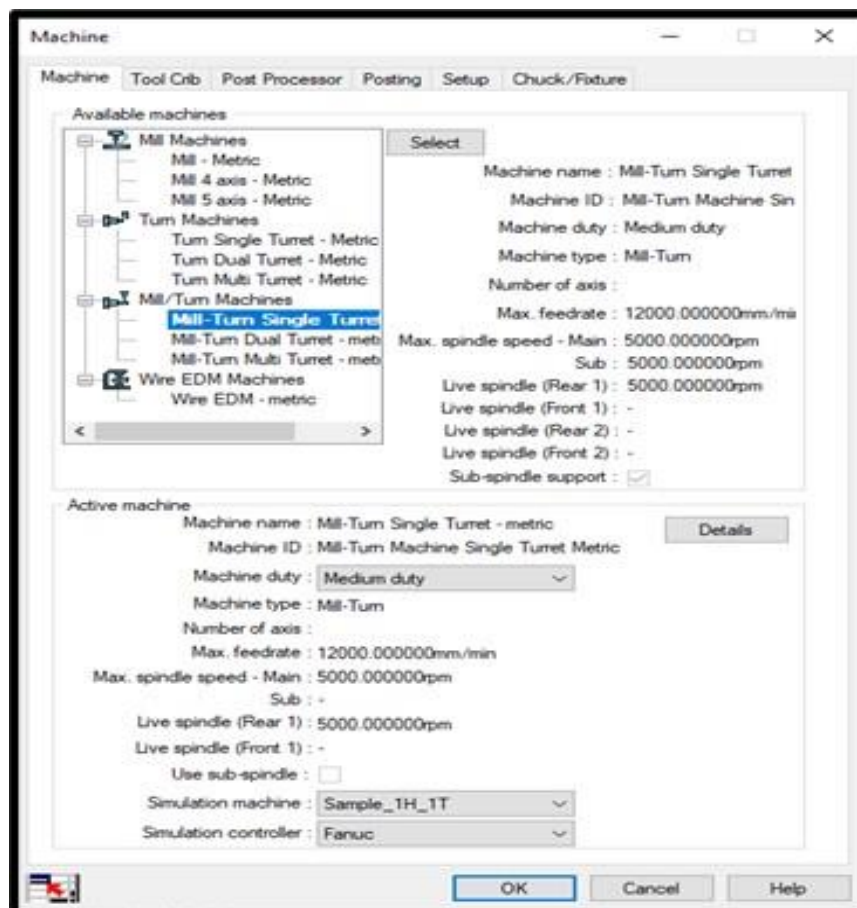 Machine
Machine Tool Crib Post Processor Posting Setup Chuck/Fixture
Available machines
Mill Machines
Mill - Metric
Mill 4 axis - Metric
Mill 5 axis - Metric
Turn Machines
Turn Single Turret - Metric
Turn Dual Turret - Metric
Turn Multi Turret - Metric
Mill/Turn Machines
Mill-Turn Single Turret
Mill-Turn Dual Turret - meti
Mill-Turn Multi Turret - meti
Wire EDM Machines
Wire EDM - metric
Select
Machine name : Mill-Turn Single Turret
Machine ID : Mill-Turn Machine Sin
Machine duty : Medium duty
Machine type : Mill-Turn
Number of axis :
Max. feedrate : 12000.000000mm/mi
Max. spindle speed - Main : 5000.000000rpm
Sub : 5000.000000rpm
Live spindle (Rear 1) : 5000.000000rpm
Live spindle (Front 1) : -
Live spindle (Rear 2) : -
Live spindle (Front 2) : -
Sub-spindle support :
Active machine
Machine name : Mill-Turn Single Turret - metric
Details
Machine ID : Mill-Turn Machine Single Turret Metric
Machine duty : Medium duty
Machine type : Mill-Turn
Number of axis :
Max. feedrate : 12000.000000mm/min
Max. spindle speed - Main : 5000.000000rpm
Sub : -
Live spindle (Rear 1) : 5000.000000rpm
Live spindle (Front 1) : -
Use sub-spindle :
Simulation machine : Sample_1H_1T
Simulation controller : Fanuc
OK Cancel Help